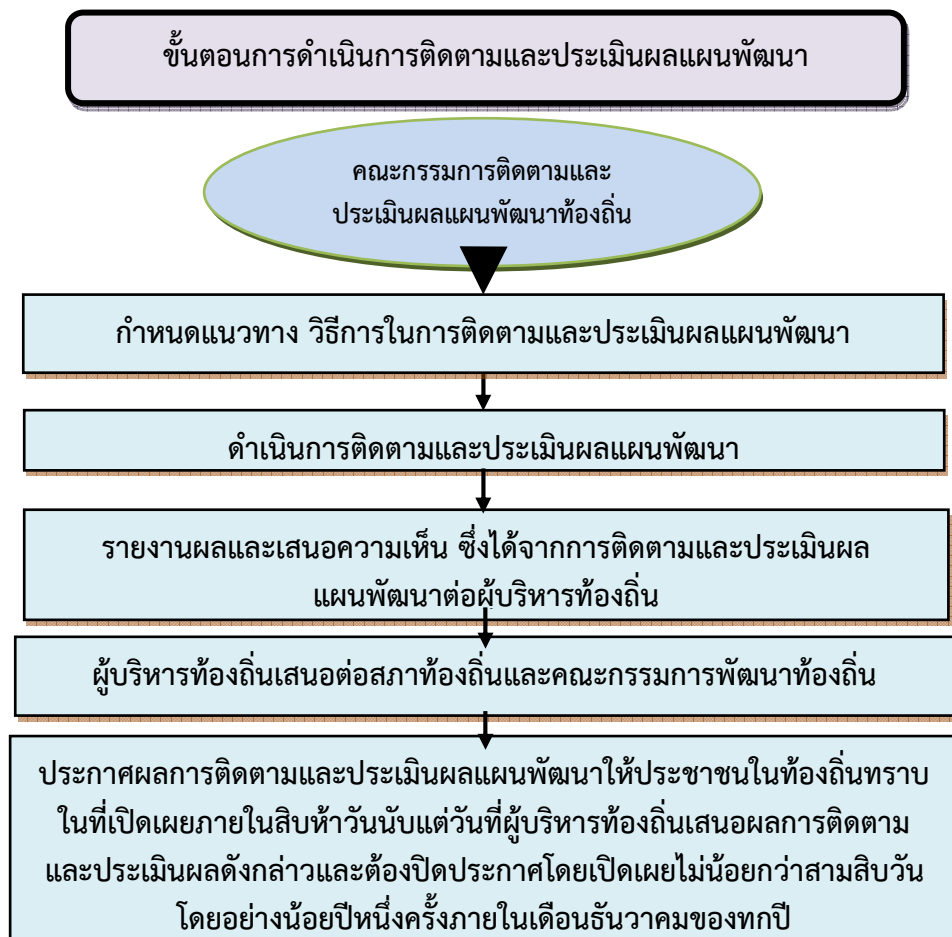 ขั้นตอนการดำเนินการติดตามและประเมินผลแผนพัฒนา
คณะกรรมการติดตามและ
ประเมินผลแผนพัฒนาท้องถิ่น
กำหนดแนวทาง วิธีการในการติดตามและประเมินผลแผนพัฒนา
ดำเนินการติดตามและประเมินผลแผนพัฒนา
รายงานผลและเสนอความเห็น ซึ่งได้จากการติดตามและประเมินผล
แผนพัฒนาต่อผู้บริหารท้องถิ่น
ผู้บริหารท้องถิ่นเสนอต่อสภาท้องถิ่นและคณะกรรมการพัฒนาท้องถิ่น
ประกาศผลการติดตามและประเมินผลแผนพัฒนาให้ประชาชนในท้องถิ่นทราบ
ในที่เปิดเผยภายในสิบห้าวันนับแต่วันที่ผู้บริหารท้องถิ่นเสนอผลการติดตาม
และประเมินผลดังกล่าวและต้องปิดประกาศโดยเปิดเผยไม่น้อยกว่าสามสิบวัน
โดยอย่างน้อยปีหนึ่งครั้งภายในเดือนธันวาคมของทุกปี